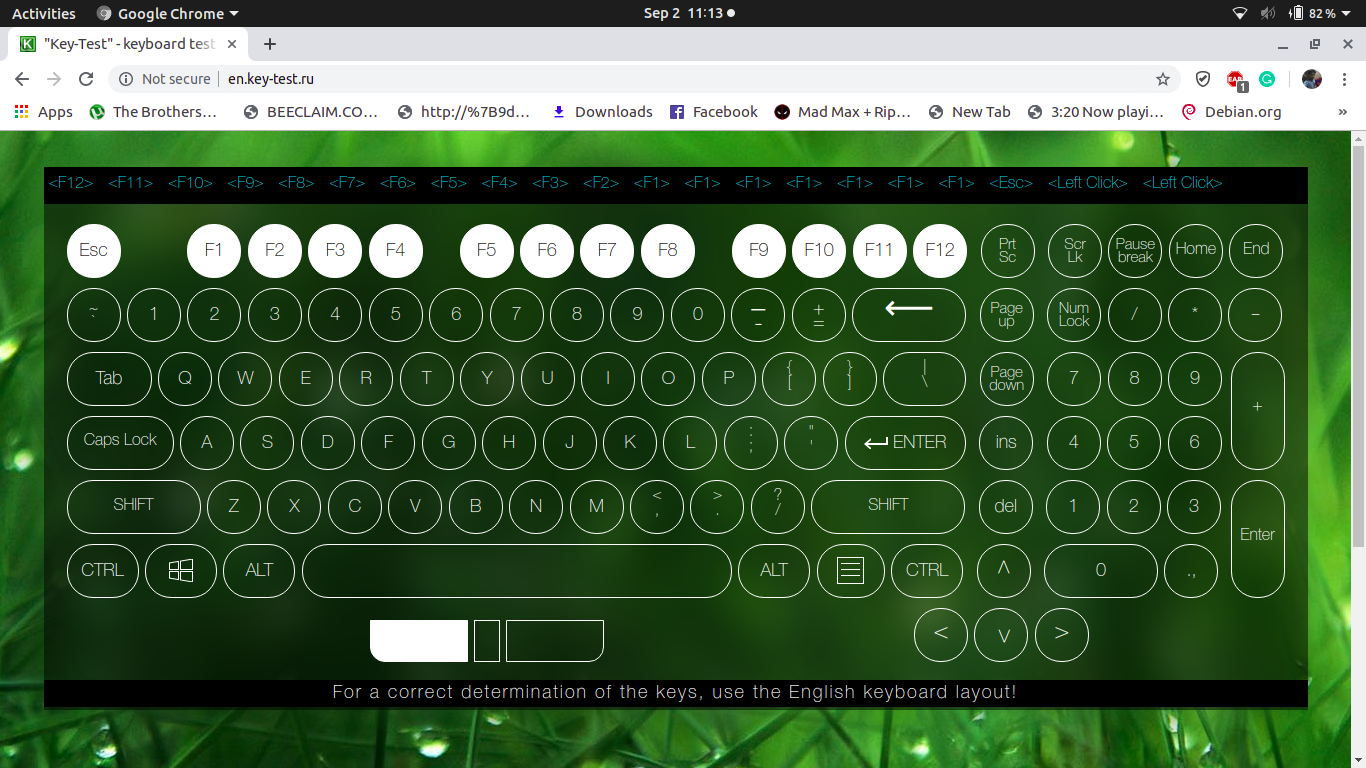 Activities Google Chrome Sep 2 11:13 82%
"Key-Test" - keyboard test
Not secure en.key-test.ru 1
Apps The Brothers… BEECLAIM.CO… http://%7B9d… Downloads Facebook Mad Max + Rip… New Tab 3:20 Now playi… Debian.org »
<F12> <F11> <F10> <F9> <F8> <F7> <F6> <F5> <F4> <F3> <F2> <F1> <F1> <F1> <F1> <F1> <F1> <F1> <Esc> <Left Click> <Left Click>
Esc F1 F2 F3 F4 F5 F6 F7 F8 F9 F10 F11 F12 Prt Sc Scr Lk Pause break Home End
~ ` 1 2 3 4 5 6 7 8 9 0 — - + = ← Page up Num Lock / * -
Tab Q W E R T Y U I O P { [ } ] | \ Page down 7 8 9 +
Caps Lock A S D F G H J K L : ; " ' ENTER ins 4 5 6
SHIFT Z X C V B N M < , > . ? / SHIFT del 1 2 3 Enter
CTRL ALT ALT CTRL ^ 0 .,
< v >
For a correct determination of the keys, use the English keyboard layout!